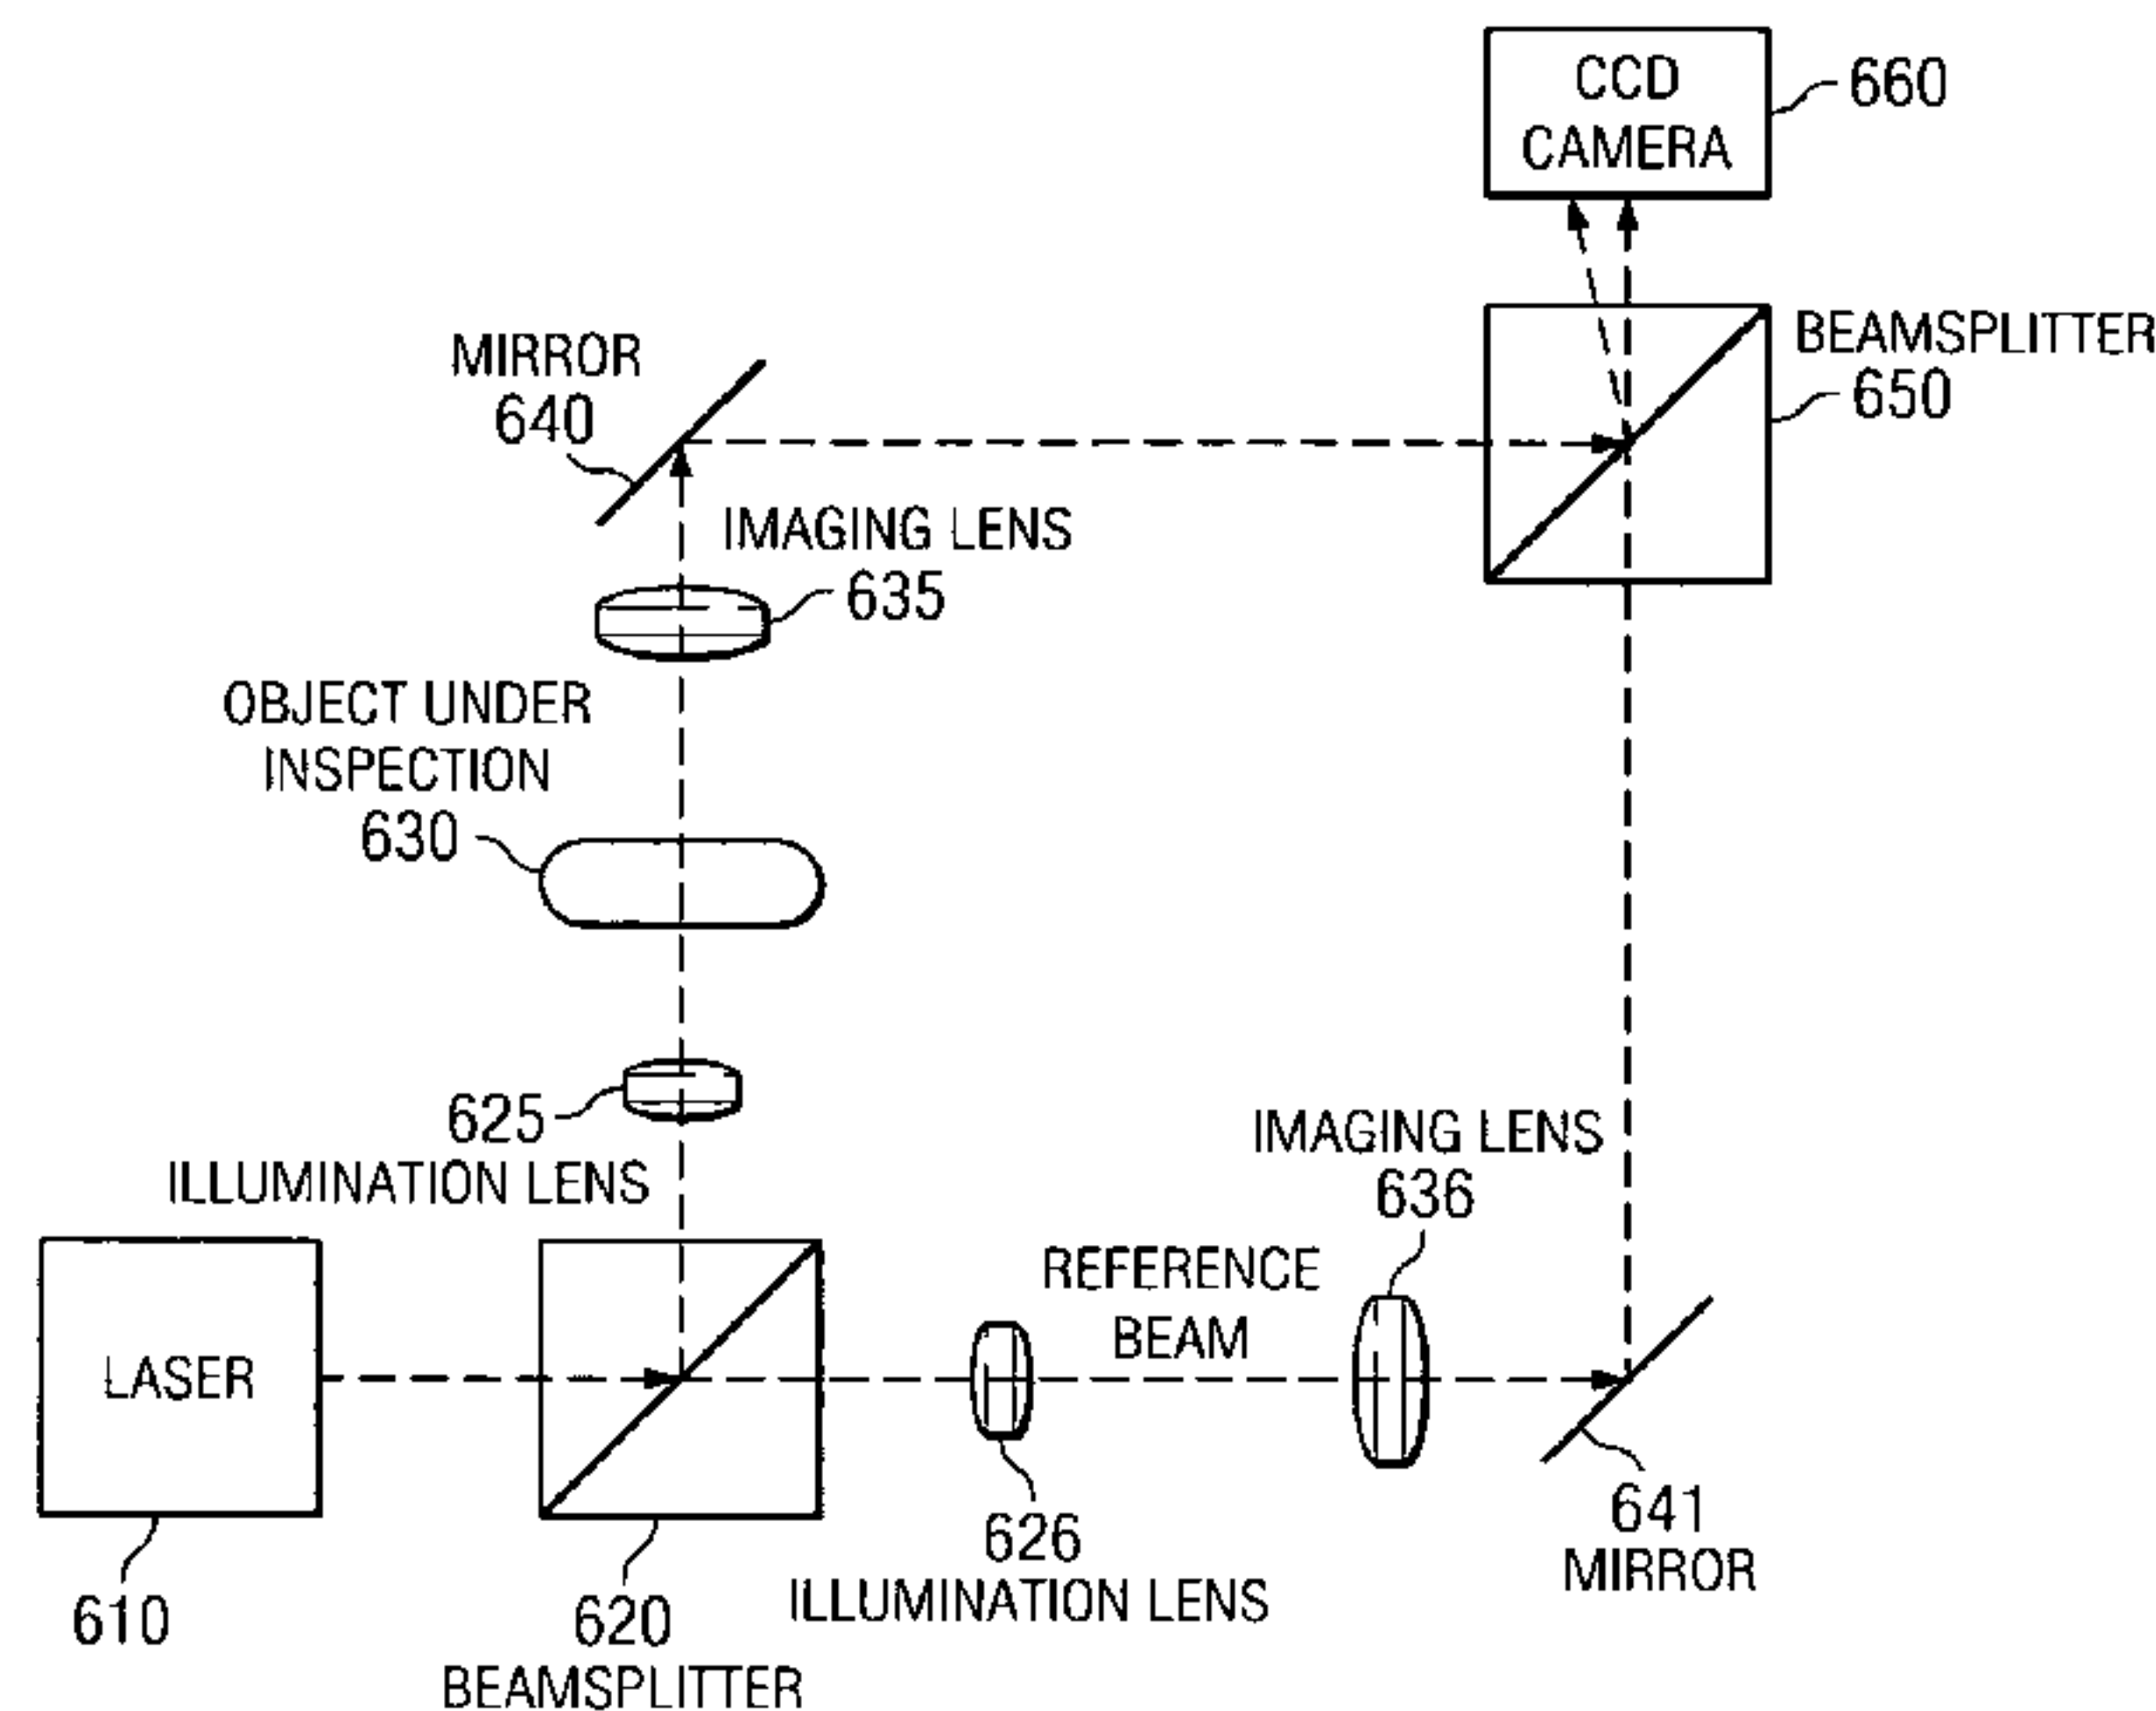 CCD
CAMERA
660
BEAMSPLITTER
650
MIRROR
640
IMAGING LENS
635
OBJECT UNDER
INSPECTION
630
625
ILLUMINATION LENS
IMAGING LENS
636
REFERENCE
BEAM
LASER
610
620
BEAMSPLITTER
626
ILLUMINATION LENS
641
MIRROR